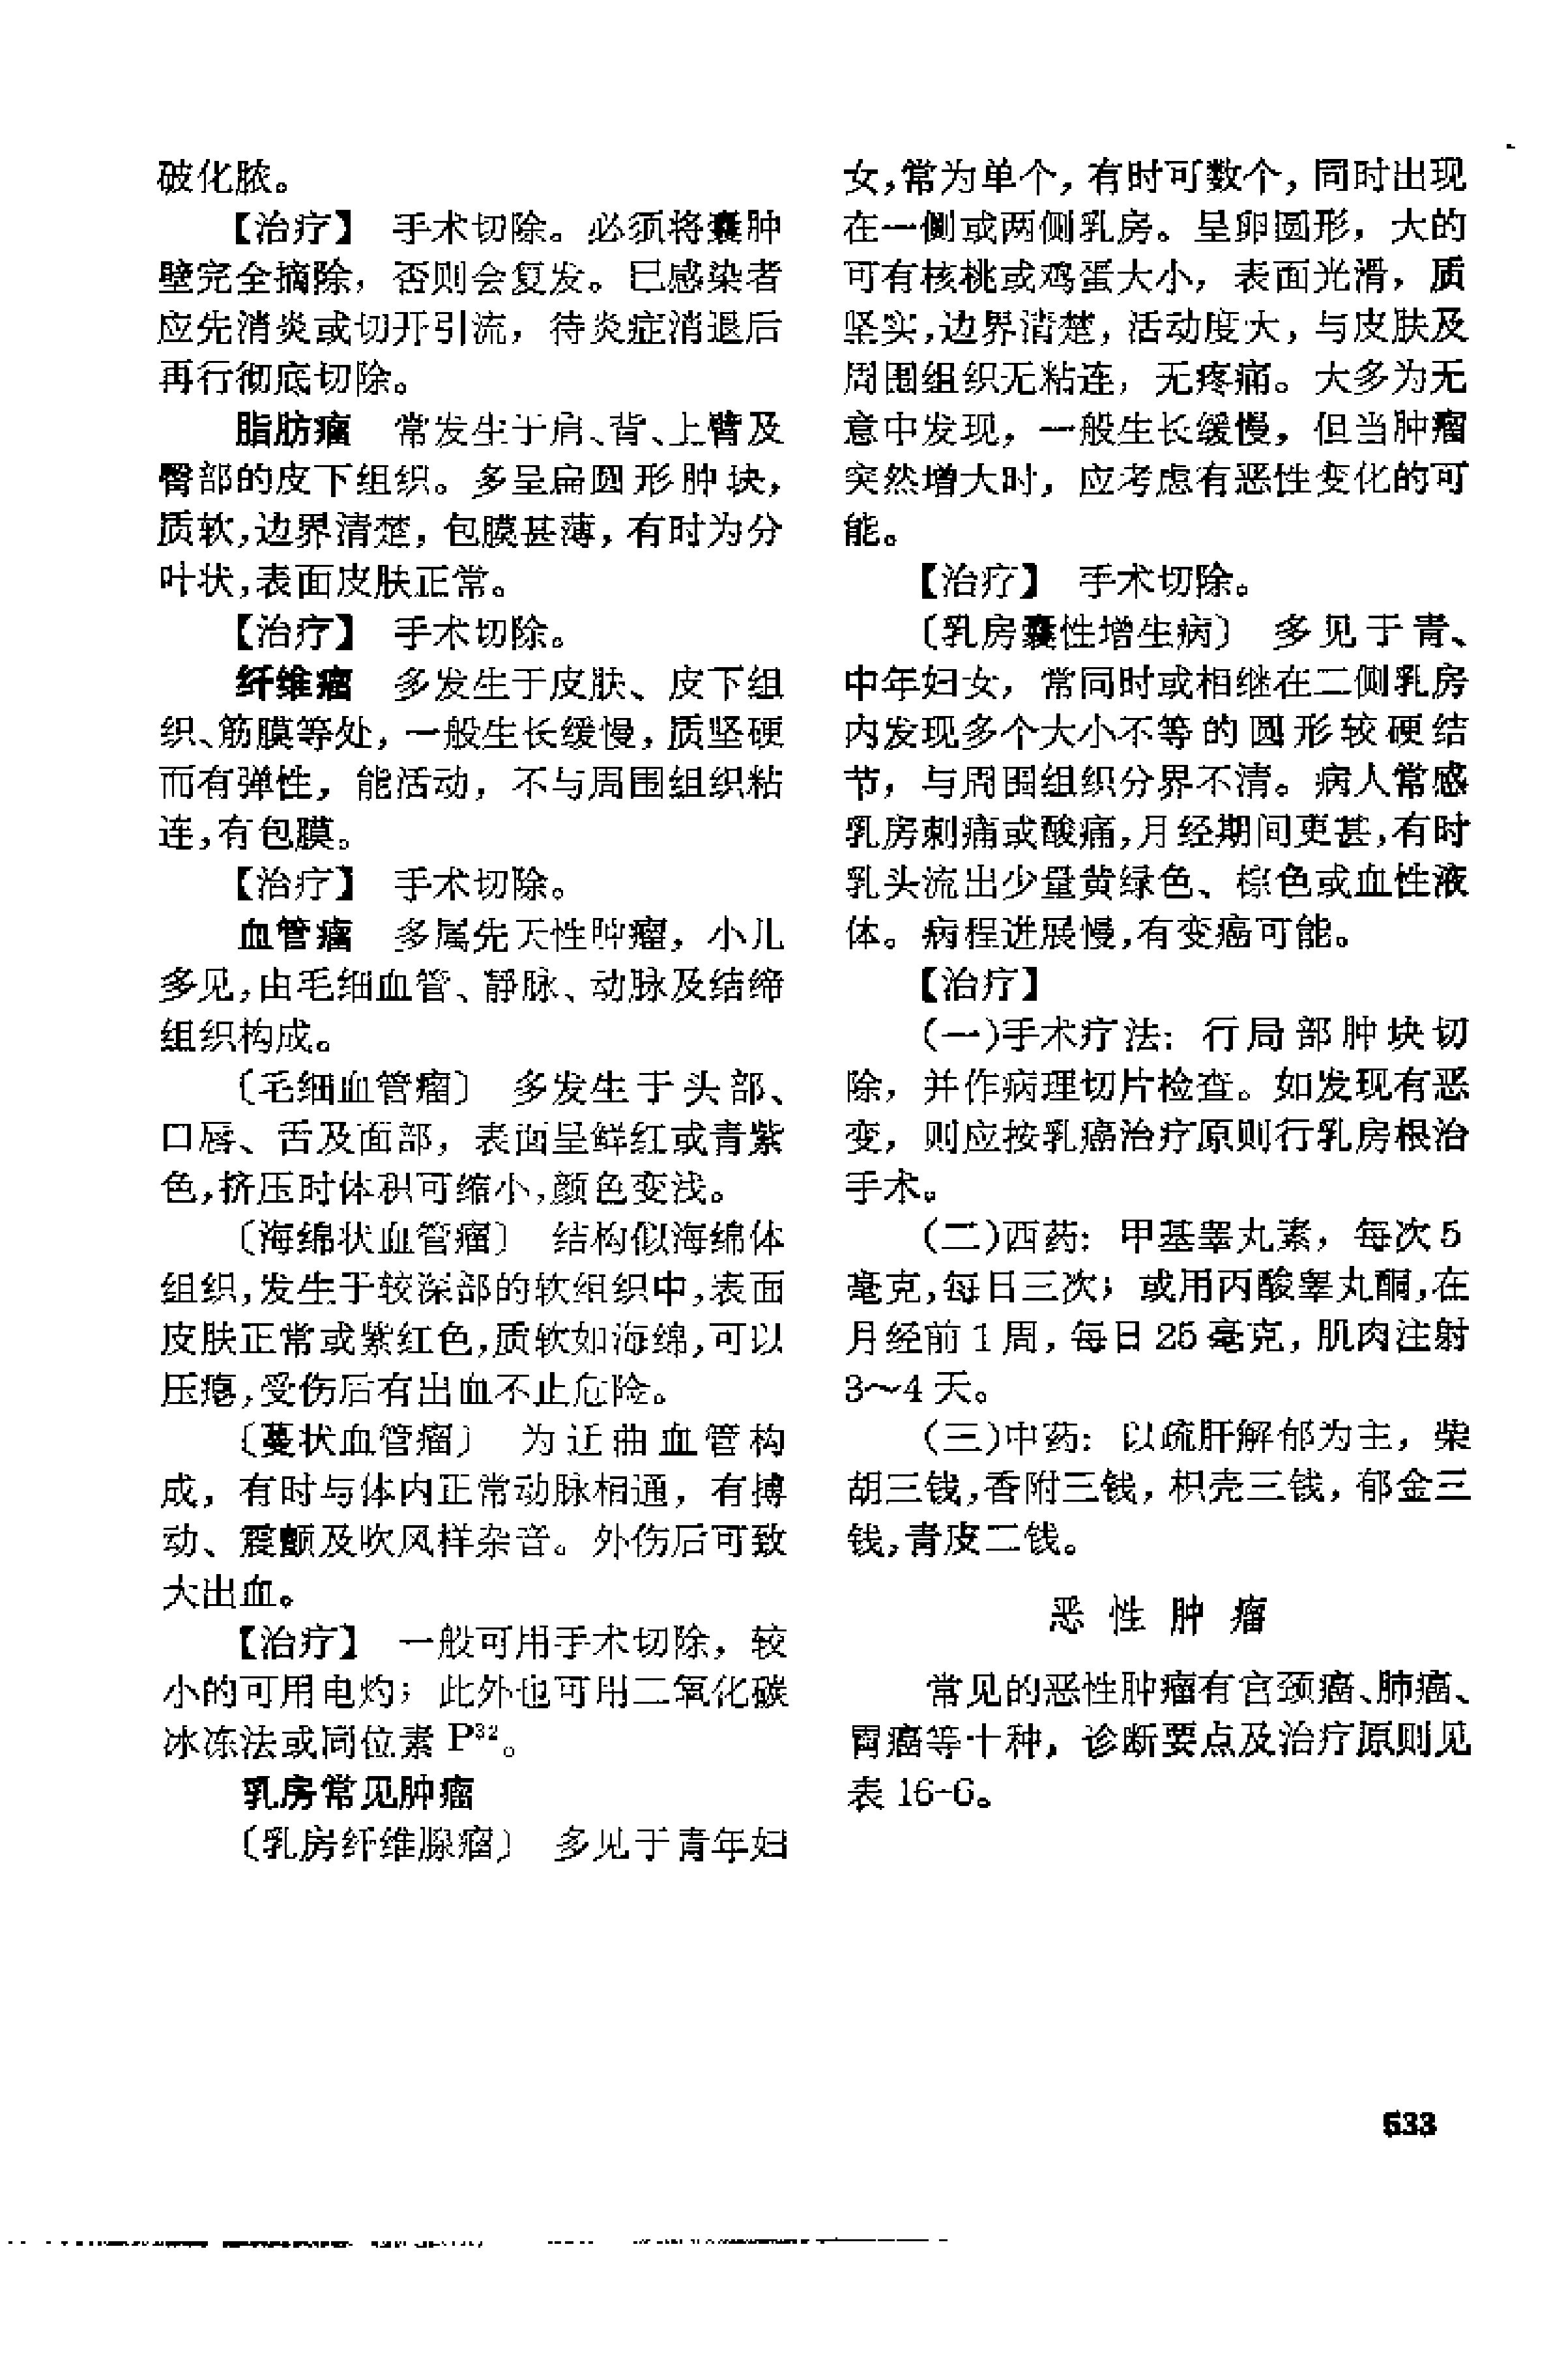 破化脓。
【治疗】 手术切除。必须将囊肿
壁完全摘除，否则会复发。已感染者
应先消炎或切开引流，待炎症消退后
再行彻底切除。
脂肪瘤 常发生于肩、背、上臂及
臀部的皮下组织。多呈扁圆形肿块，
质软，边界清楚，包膜甚薄，有时为分
叶状，表面皮肤正常。
【治疗】 手术切除。
纤维瘤 多发生于皮肤、皮下组
织、筋膜等处，一般生长缓慢，质坚硬
而有弹性，能活动，不与周围组织粘
连，有包膜。
【治疗】 手术切除。
血管瘤 多属先天性肿瘤，小儿
多见，由毛细血管、静脉、动脉及结缔
组织构成。
〔毛细血管瘤〕 多发生于头部、
口唇、舌及面部，表面呈鲜红或青紫
色，挤压时体积可缩小，颜色变浅。
〔海绵状血管瘤〕 结构似海绵体
组织，发生于较深部的软组织中，表面
皮肤正常或紫红色，质软如海绵，可以
压瘪，受伤后有出血不止危险。
〔蔓状血管瘤〕 为迂曲血管构
成，有时与体内正常动脉相通，有搏
动、震颤及吹风样杂音。外伤后可致
大出血。
【治疗】 一般可用手术切除，较
小的可用电灼；此外也可用二氧化碳
冰冻法或同位素 P³²。
乳房常见肿瘤
〔乳房纤维腺瘤〕 多见于青年妇
女，常为单个，有时可数个，同时出现
在一侧或两侧乳房。呈卵圆形，大的
可有核桃或鸡蛋大小，表面光滑，质
坚实，边界清楚，活动度大，与皮肤及
周围组织无粘连，无疼痛。大多为无
意中发现，一般生长缓慢，但当肿瘤
突然增大时，应考虑有恶性变化的可
能。
【治疗】 手术切除。
〔乳房囊性增生病〕 多见于青、
中年妇女，常同时或相继在二侧乳房
内发现多个大小不等的圆形较硬结
节，与周围组织分界不清。病人常感
乳房刺痛或酸痛，月经期间更甚，有时
乳头流出少量黄绿色、棕色或血性液
体。病程进展慢，有变癌可能。
【治疗】
（一）手术疗法：行局部肿块切
除，并作病理切片检查。如发现有恶
变，则应按乳癌治疗原则行乳房根治
手术。
（二）西药：甲基睾丸素，每次5
毫克，每日三次；或用丙酸睾丸酮，在
月经前1周，每日25毫克，肌肉注射
3～4天。
（三）中药：以疏肝解郁为主，柴
胡三钱，香附三钱，枳壳三钱，郁金三
钱，青皮二钱。
恶性肿瘤
常见的恶性肿瘤有宫颈癌、肺癌、
胃癌等十种，诊断要点及治疗原则见
表 16-6。
533